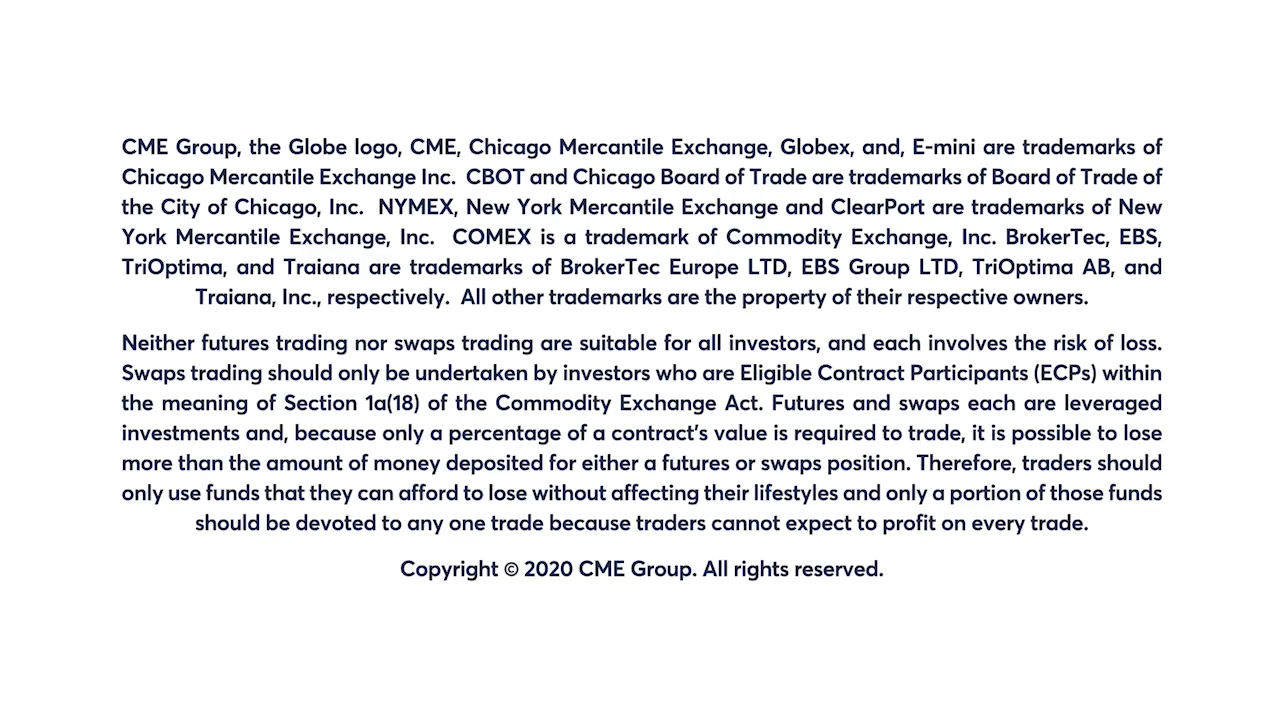 CME Group, the Globe logo, CME, Chicago Mercantile Exchange, Globex, and, E-mini are trademarks of
Chicago Mercantile Exchange Inc.  CBOT and Chicago Board of Trade are trademarks of Board of Trade of
the City of Chicago, Inc.  NYMEX, New York Mercantile Exchange and ClearPort are trademarks of New
York Mercantile Exchange, Inc.  COMEX is a trademark of Commodity Exchange, Inc. BrokerTec, EBS,
TriOptima, and Traiana are trademarks of BrokerTec Europe LTD, EBS Group LTD, TriOptima AB, and
Traiana, Inc., respectively.  All other trademarks are the property of their respective owners.
Neither futures trading nor swaps trading are suitable for all investors, and each involves the risk of loss.
Swaps trading should only be undertaken by investors who are Eligible Contract Participants (ECPs) within
the meaning of Section 1a(18) of the Commodity Exchange Act. Futures and swaps each are leveraged
investments and, because only a percentage of a contract's value is required to trade, it is possible to lose
more than the amount of money deposited for either a futures or swaps position. Therefore, traders should
only use funds that they can afford to lose without affecting their lifestyles and only a portion of those funds
should be devoted to any one trade because traders cannot expect to profit on every trade.
Copyright © 2020 CME Group. All rights reserved.